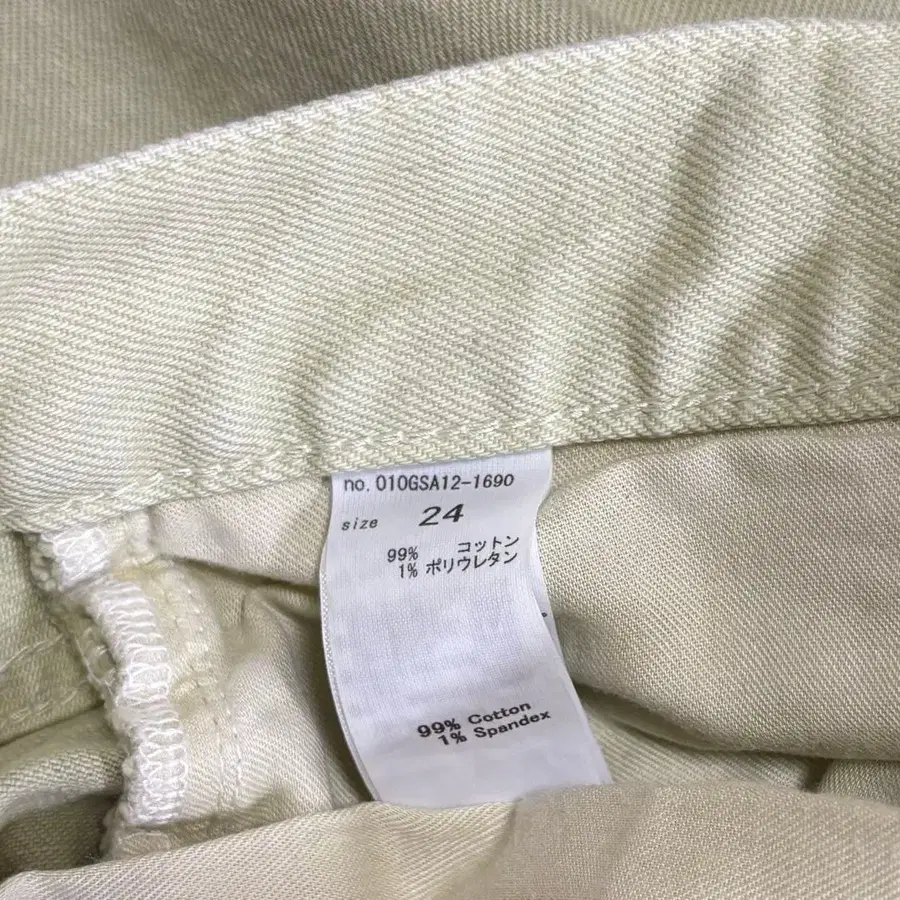 no. 010GSA12-1690
size 24
99% コットン
1% ポリウレタン
99% Cotton
1% Spandex